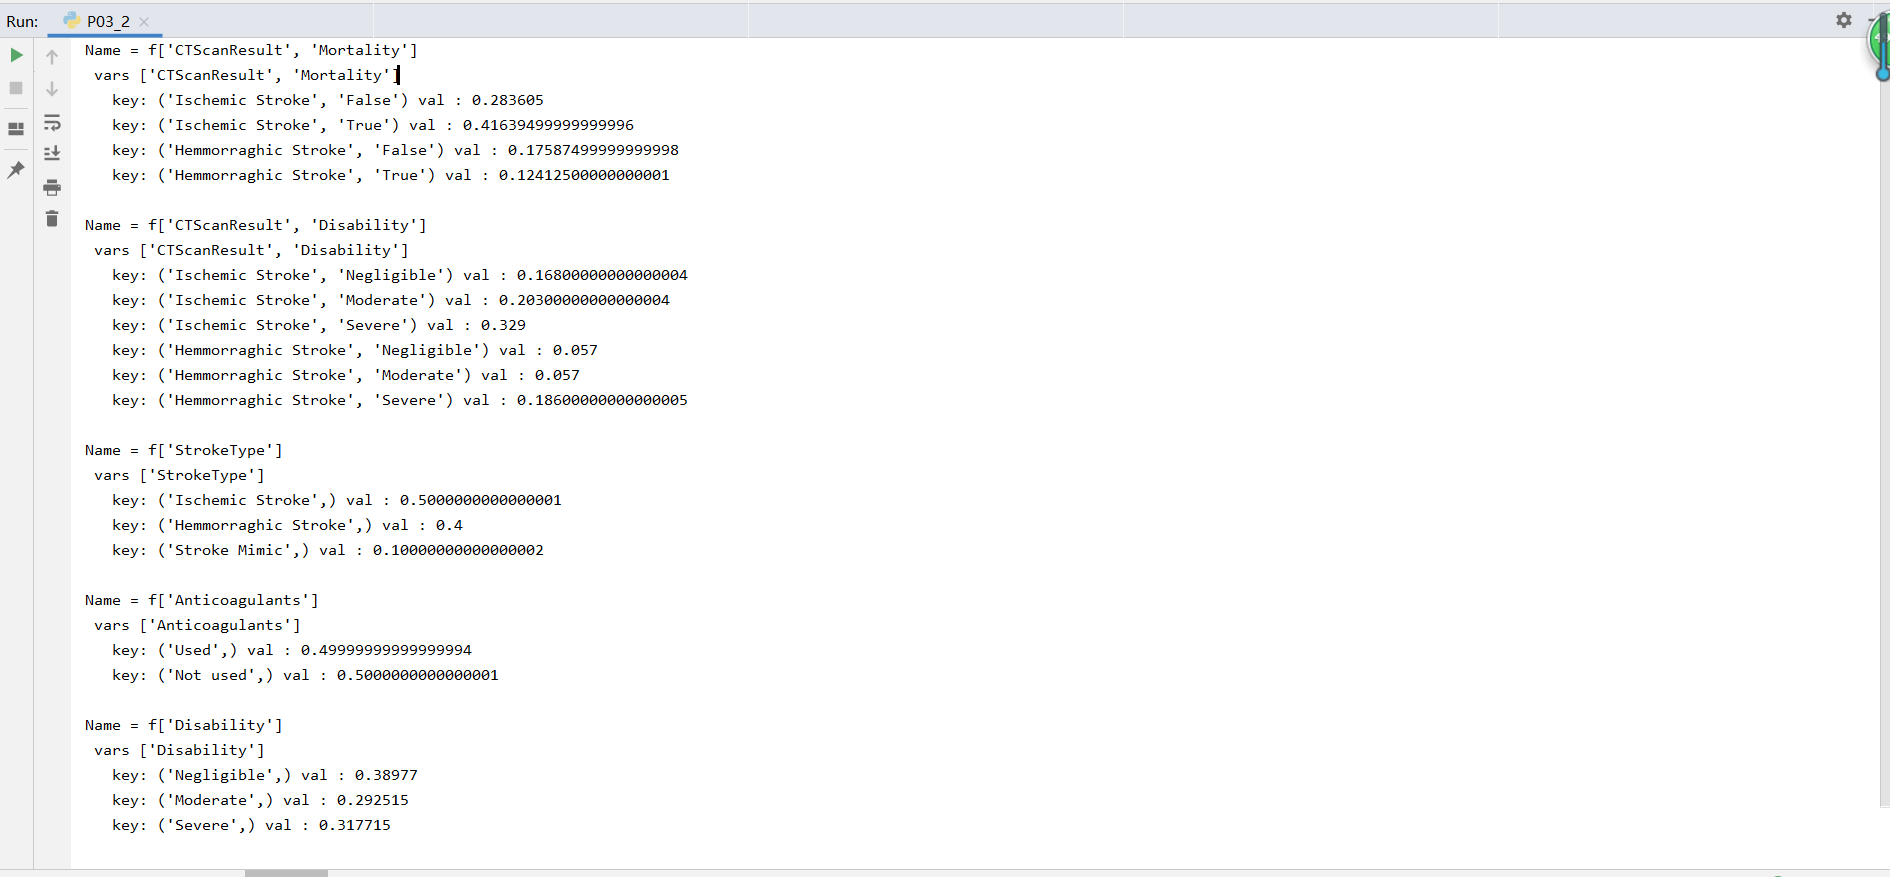 Run: P03_2
Name = f['CTScanResult', 'Mortality']
vars ['CTScanResult', 'Mortality']
key: ('Ischemic Stroke', 'False') val : 0.283605
key: ('Ischemic Stroke', 'True') val : 0.41639499999999996
key: ('Hemmorraghic Stroke', 'False') val : 0.17587499999999998
key: ('Hemmorraghic Stroke', 'True') val : 0.12412500000000001
Name = f['CTScanResult', 'Disability']
vars ['CTScanResult', 'Disability']
key: ('Ischemic Stroke', 'Negligible') val : 0.16800000000000004
key: ('Ischemic Stroke', 'Moderate') val : 0.20300000000000004
key: ('Ischemic Stroke', 'Severe') val : 0.329
key: ('Hemmorraghic Stroke', 'Negligible') val : 0.057
key: ('Hemmorraghic Stroke', 'Moderate') val : 0.057
key: ('Hemmorraghic Stroke', 'Severe') val : 0.18600000000000005
Name = f['StrokeType']
vars ['StrokeType']
key: ('Ischemic Stroke',) val : 0.5000000000000001
key: ('Hemmorraghic Stroke',) val : 0.4
key: ('Stroke Mimic',) val : 0.10000000000000002
Name = f['Anticoagulants']
vars ['Anticoagulants']
key: ('Used',) val : 0.49999999999999994
key: ('Not used',) val : 0.5000000000000001
Name = f['Disability']
vars ['Disability']
key: ('Negligible',) val : 0.38977
key: ('Moderate',) val : 0.292515
key: ('Severe',) val : 0.317715